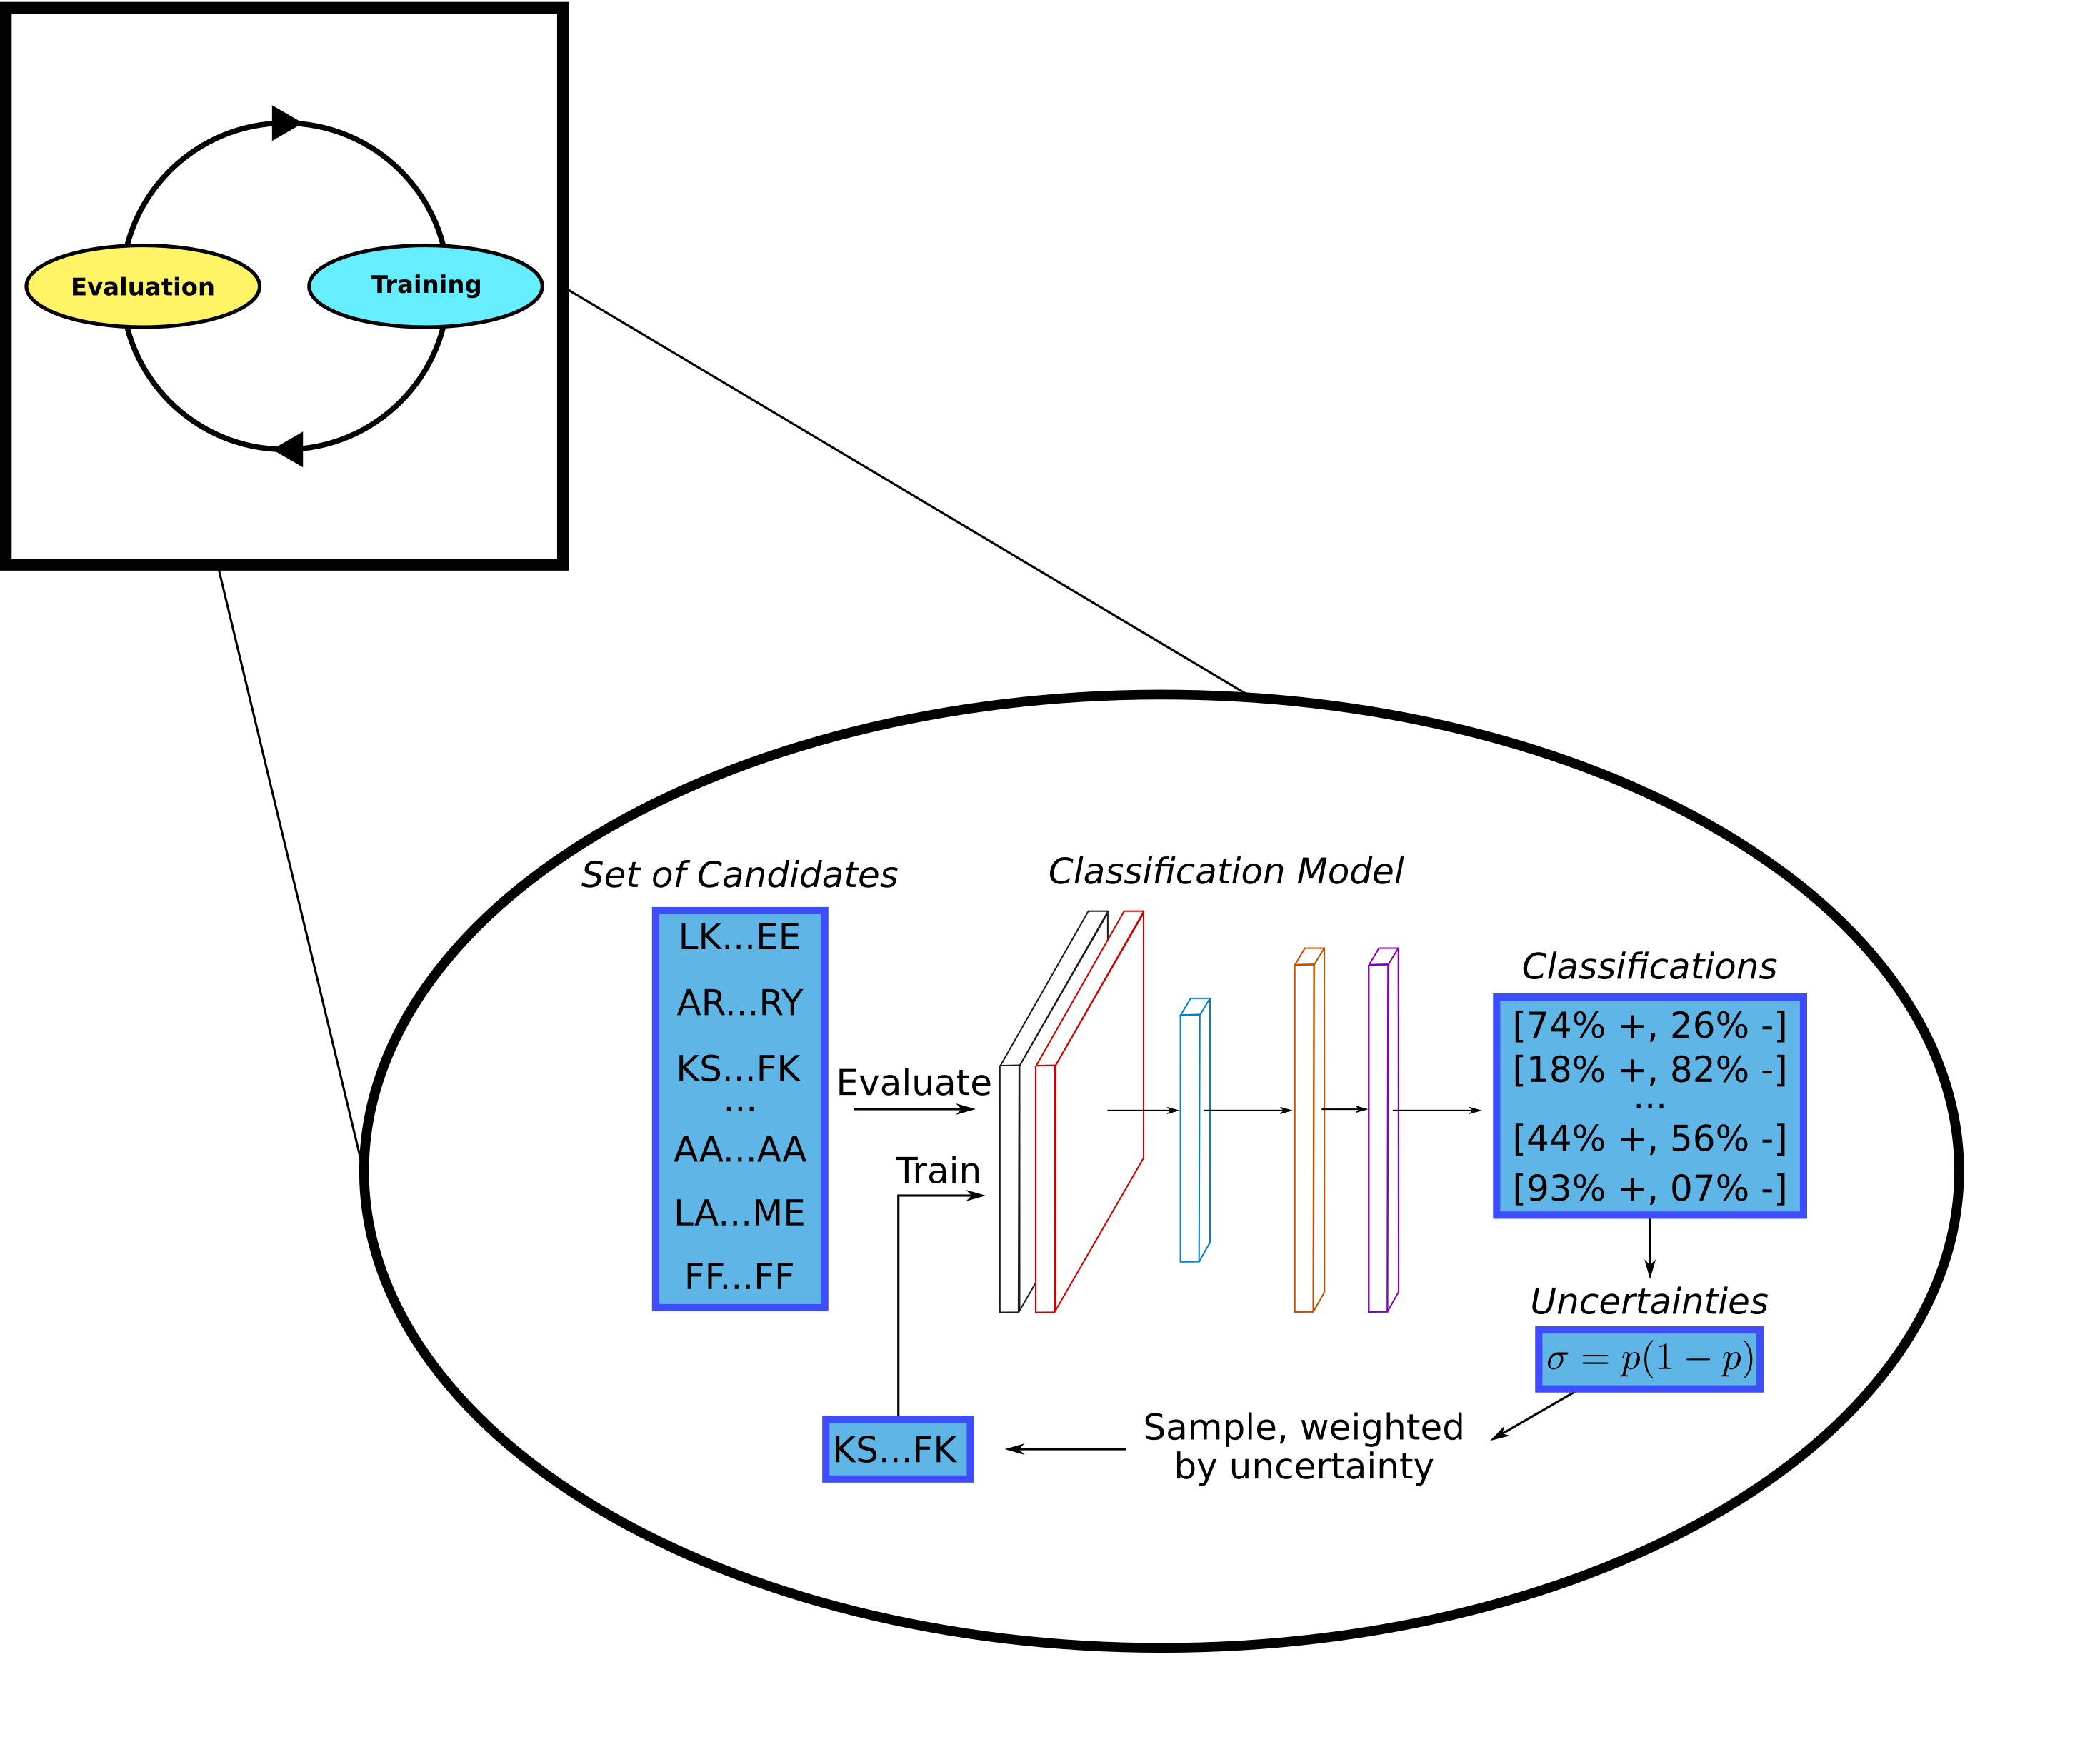 Evaluation
Training
Set of Candidates
LK...EE
AR...RY
KS...FK
...
AA...AA
LA...ME
FF...FF
Evaluate
Train
Classification Model
Classifications
[74% +, 26% -]
[18% +, 82% -]
...
[44% +, 56% -]
[93% +, 07% -]
Uncertainties
σ = p(1 − p)
Sample, weighted
by uncertainty
KS...FK